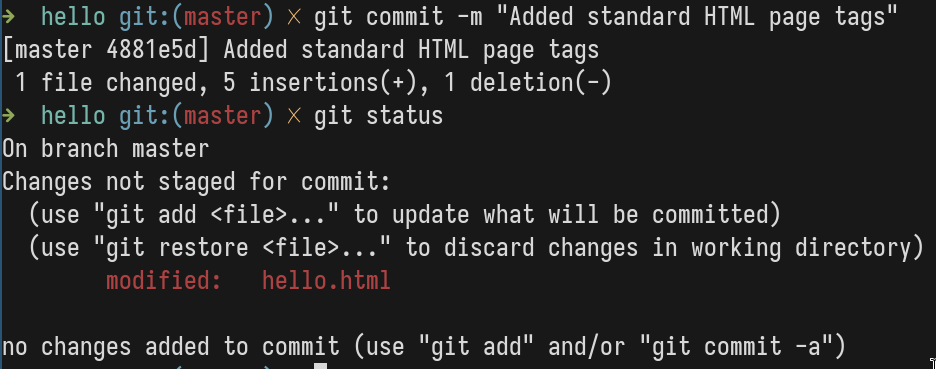 ➜  hello git:(master) ✗ git commit -m "Added standard HTML page tags"
[master 4881e5d] Added standard HTML page tags
 1 file changed, 5 insertions(+), 1 deletion(-)
➜  hello git:(master) ✗ git status
On branch master
Changes not staged for commit:
  (use "git add <file>..." to update what will be committed)
  (use "git restore <file>..." to discard changes in working directory)
        modified:   hello.html

no changes added to commit (use "git add" and/or "git commit -a")